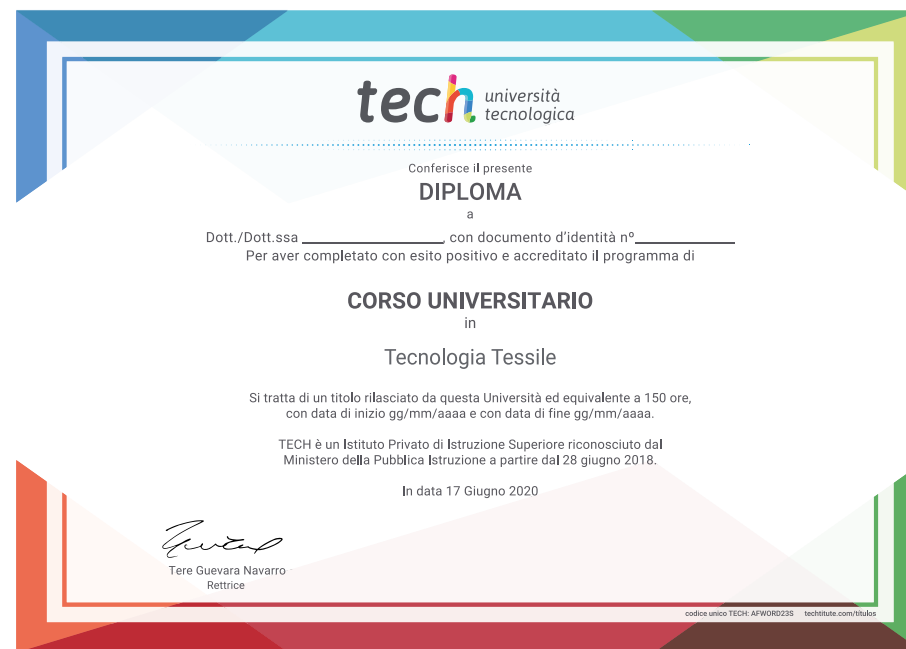 tech università
tecnologica
Conferisce il presente
DIPLOMA
a
Dott./Dott.ssa ____________________, con documento d'identità nº______________
Per aver completato con esito positivo e accreditato il programma di
CORSO UNIVERSITARIO
in
Tecnologia Tessile
Si tratta di un titolo rilasciato da questa Università ed equivalente a 150 ore,
con data di inizio gg/mm/aaaa e con data di fine gg/mm/aaaa.
TECH è un Istituto Privato di Istruzione Superiore riconosciuto dal
Ministero della Pubblica Istruzione a partire dal 28 giugno 2018.
In data 17 Giugno 2020
Tere Guevara Navarro
Rettrice
codice unico TECH: AFWORD23S techtitute.com/titulos